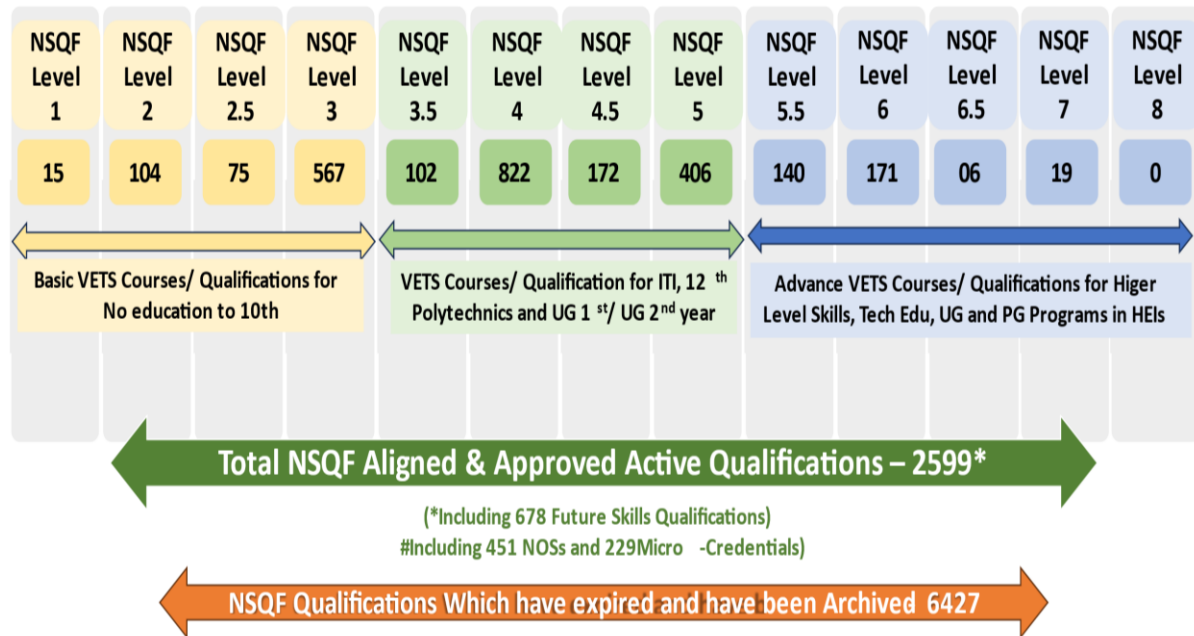 NSQF Level 1
NSQF Level 2
NSQF Level 2.5
NSQF Level 3
NSQF Level 3.5
NSQF Level 4
NSQF Level 4.5
NSQF Level 5
NSQF Level 5.5
NSQF Level 6
NSQF Level 6.5
NSQF Level 7
NSQF Level 8
15 104 75 567 102 822 172 406 140 171 06 19 0
Basic VETS Courses/ Qualifications for
No education to 10th
VETS Courses/ Qualification for ITI, 12 th
Polytechnics and UG 1 st/ UG 2nd year
Advance VETS Courses/ Qualifications for Higer
Level Skills, Tech Edu, UG and PG Programs in HEIs
Total NSQF Aligned & Approved Active Qualifications – 2599*
(*Including 678 Future Skills Qualifications)
#Including 451 NOSs and 229Micro -Credentials)
NSQF Qualifications Which have expired and have been Archived 6427